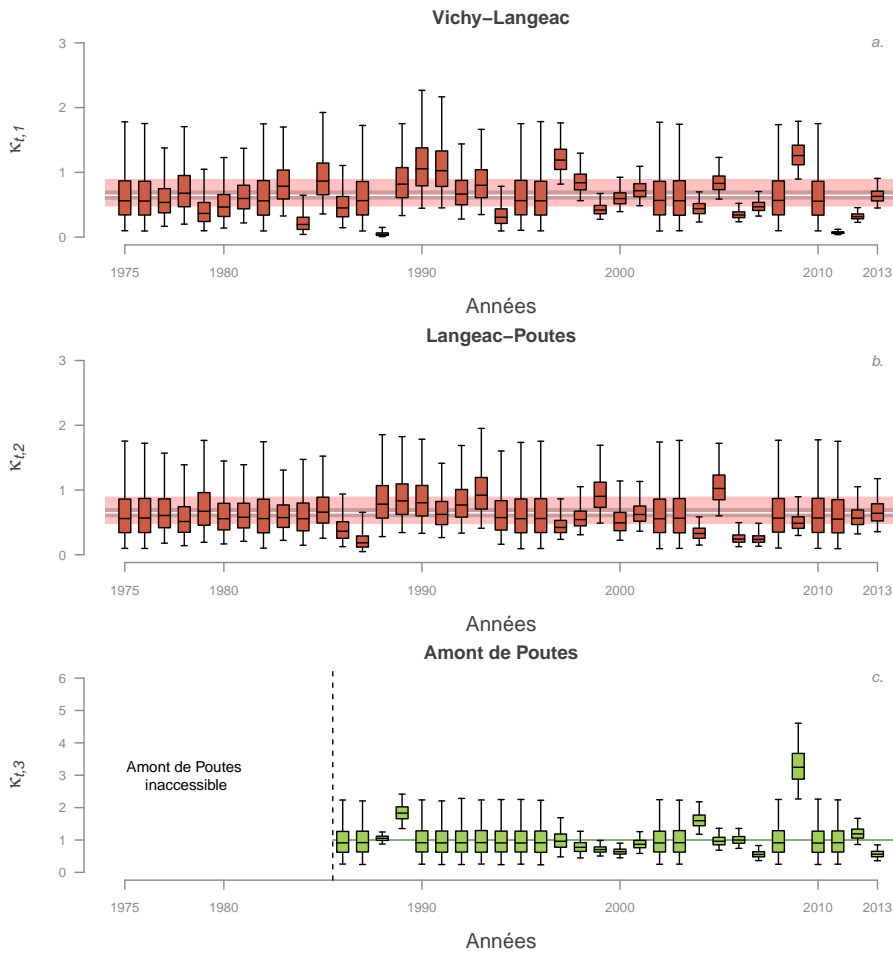 Vichy−Langeac
a.
κt,1
3
2
1
0
1975 1980 1990 2000 2010 2013
Années
Langeac−Poutes
b.
κt,2
3
2
1
0
1975 1980 1990 2000 2010 2013
Années
Amont de Poutes
c.
κt,3
6
5
4
3
2
1
0
Amont de Poutes
inaccessible
1975 1980 1990 2000 2010 2013
Années